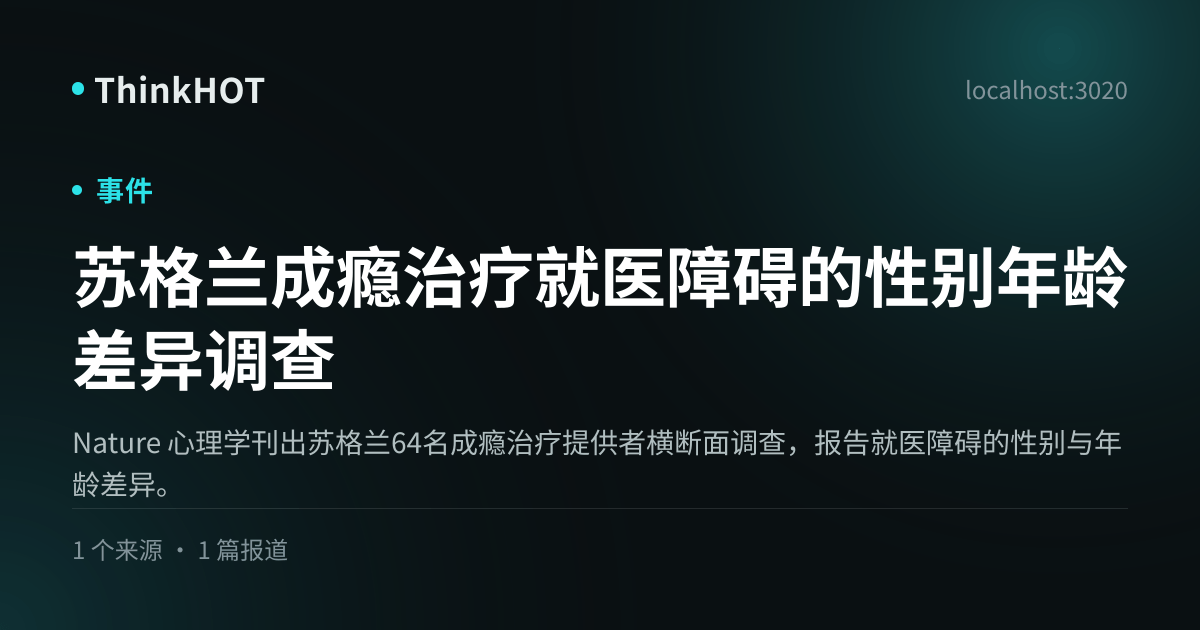 ThinkHOT
localhost:3020
事件
苏格兰成瘾治疗就医障碍的性别年龄
差异调查
Nature 心理学刊出苏格兰64名成瘾治疗提供者横断面调查，报告就医障碍的性别与年
龄差异。
1 个来源 · 1 篇报道